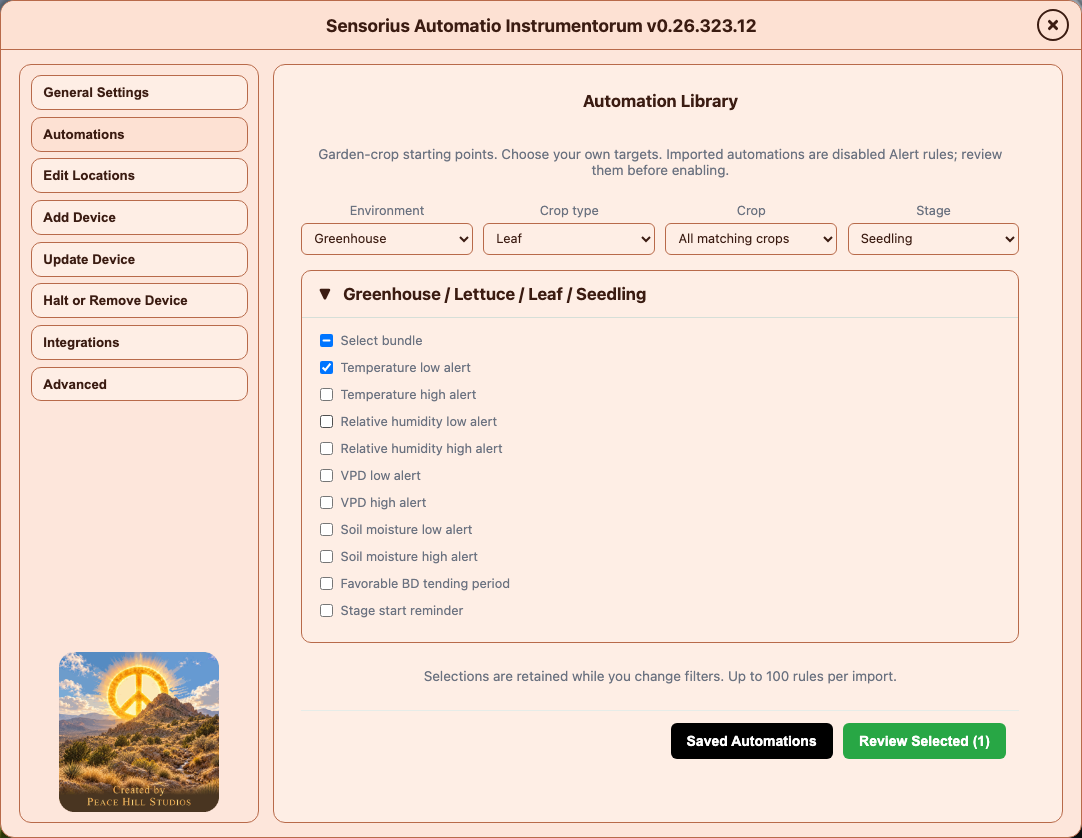 Sensorius Automatio Instrumentorum v0.26.323.12
General Settings
Automations
Edit Locations
Add Device
Update Device
Halt or Remove Device
Integrations
Advanced
Created by
Peace Hill Studios
Automation Library
Garden-crop starting points. Choose your own targets. Imported automations are disabled Alert rules; review
them before enabling.
Environment
Crop type
Crop
Stage
Greenhouse
Leaf
All matching crops
Seedling
Greenhouse / Lettuce / Leaf / Seedling
Select bundle
Temperature low alert
Temperature high alert
Relative humidity low alert
Relative humidity high alert
VPD low alert
VPD high alert
Soil moisture low alert
Soil moisture high alert
Favorable BD tending period
Stage start reminder
Selections are retained while you change filters. Up to 100 rules per import.
Saved Automations
Review Selected (1)